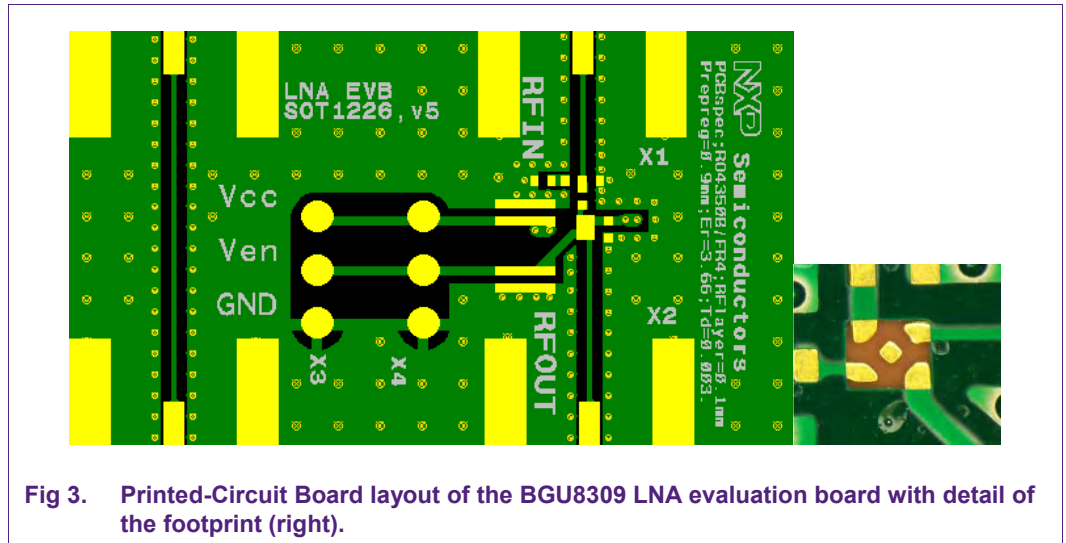 LNA EVB
SOT1226,v5
RFIN
X1
Vcc
Ven
GND
X2
X3
X4
RFOUT
NXP Semiconductors
PCBspec;RO4350B/FR4;RFlayer=0.1mm
Prepreg=0.9mm;Er=3.66;Td=0.003.
Fig 3. Printed-Circuit Board layout of the BGU8309 LNA evaluation board with detail of
the footprint (right).